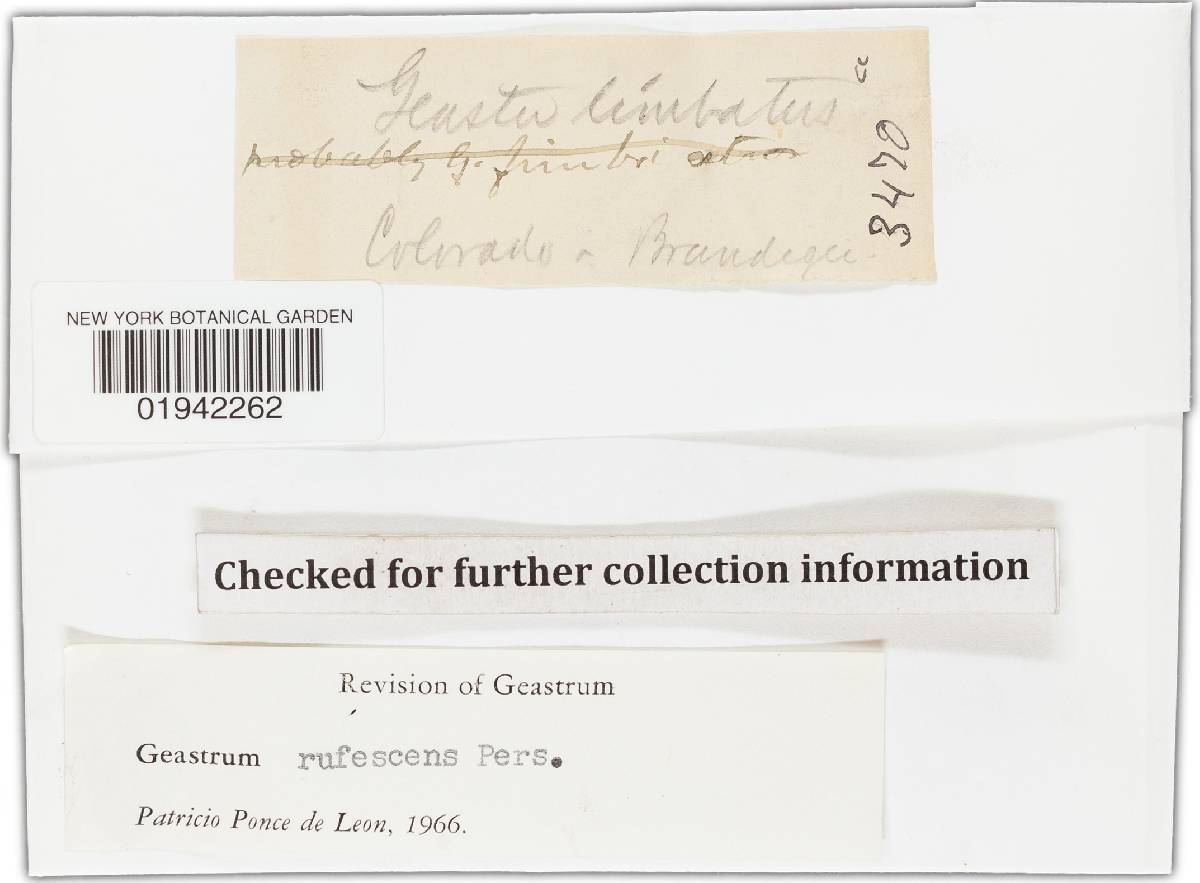 Geaster limbatus
probably G. fimbriatus
Colorado - Brandegee
3470
NEW YORK BOTANICAL GARDEN
01942262
Checked for further collection information
Revision of Geastrum
Geastrum rufescens Pers.
Patricio Ponce de Leon, 1966.